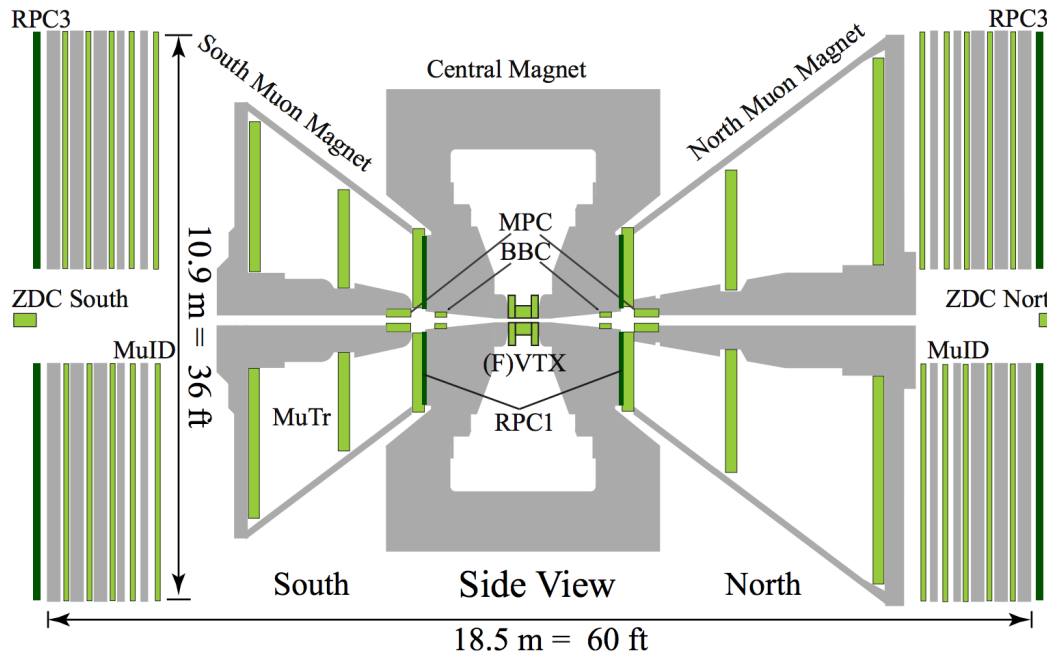 RPC3
RPC3
South Muon Magnet
Central Magnet
North Muon Magnet
MPC
BBC
10.9 m = 36 ft
ZDC South
ZDC Nort
MuID
MuID
(F)VTX
MuTr
RPC1
South
Side View
North
18.5 m = 60 ft